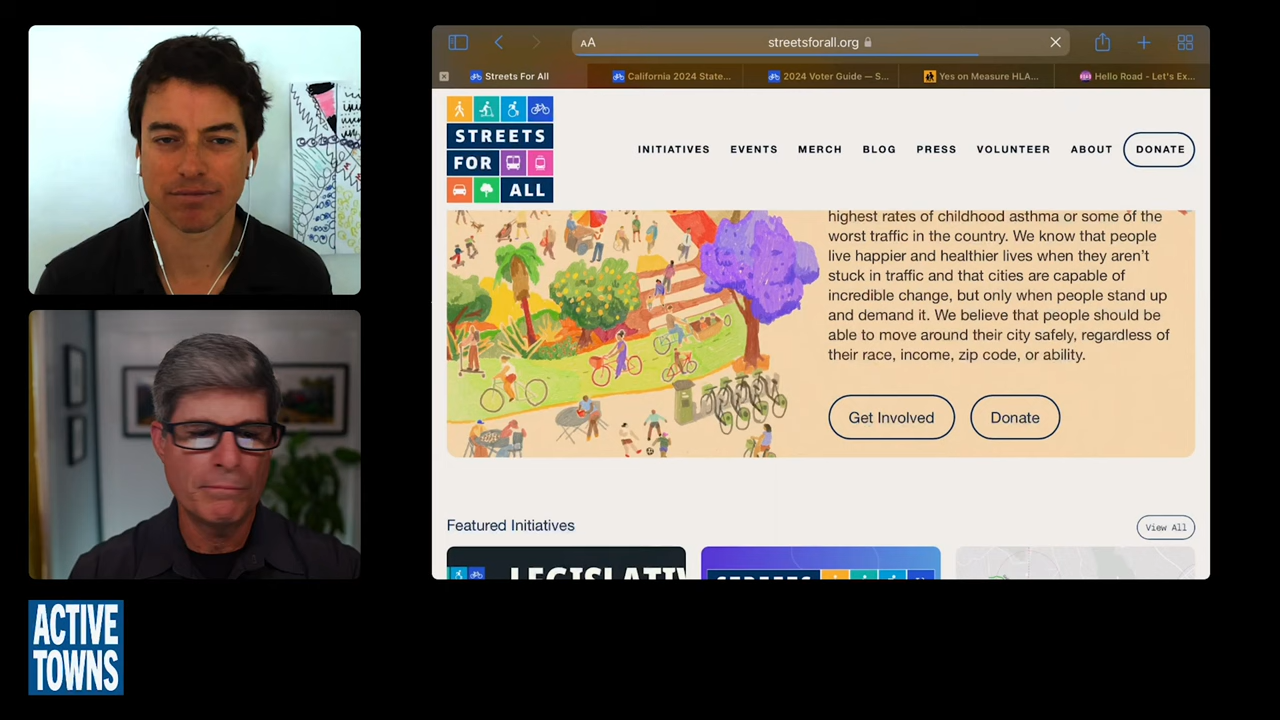 AA
streetsforall.org
Streets For All
California 2024 State...
2024 Voter Guide — S...
Yes on Measure HLA...
Hello Road - Let's Ex...
STREETS
FOR
ALL
INITIATIVES
EVENTS
MERCH
BLOG
PRESS
VOLUNTEER
ABOUT
DONATE
highest rates of childhood asthma or some of the
worst traffic in the country. We know that people
live happier and healthier lives when they aren't
stuck in traffic and that cities are capable of
incredible change, but only when people stand up
and demand it. We believe that people should be
able to move around their city safely, regardless of
their race, income, zip code, or ability.
Get Involved
Donate
Featured Initiatives
View All
ACTIVE
TOWNS